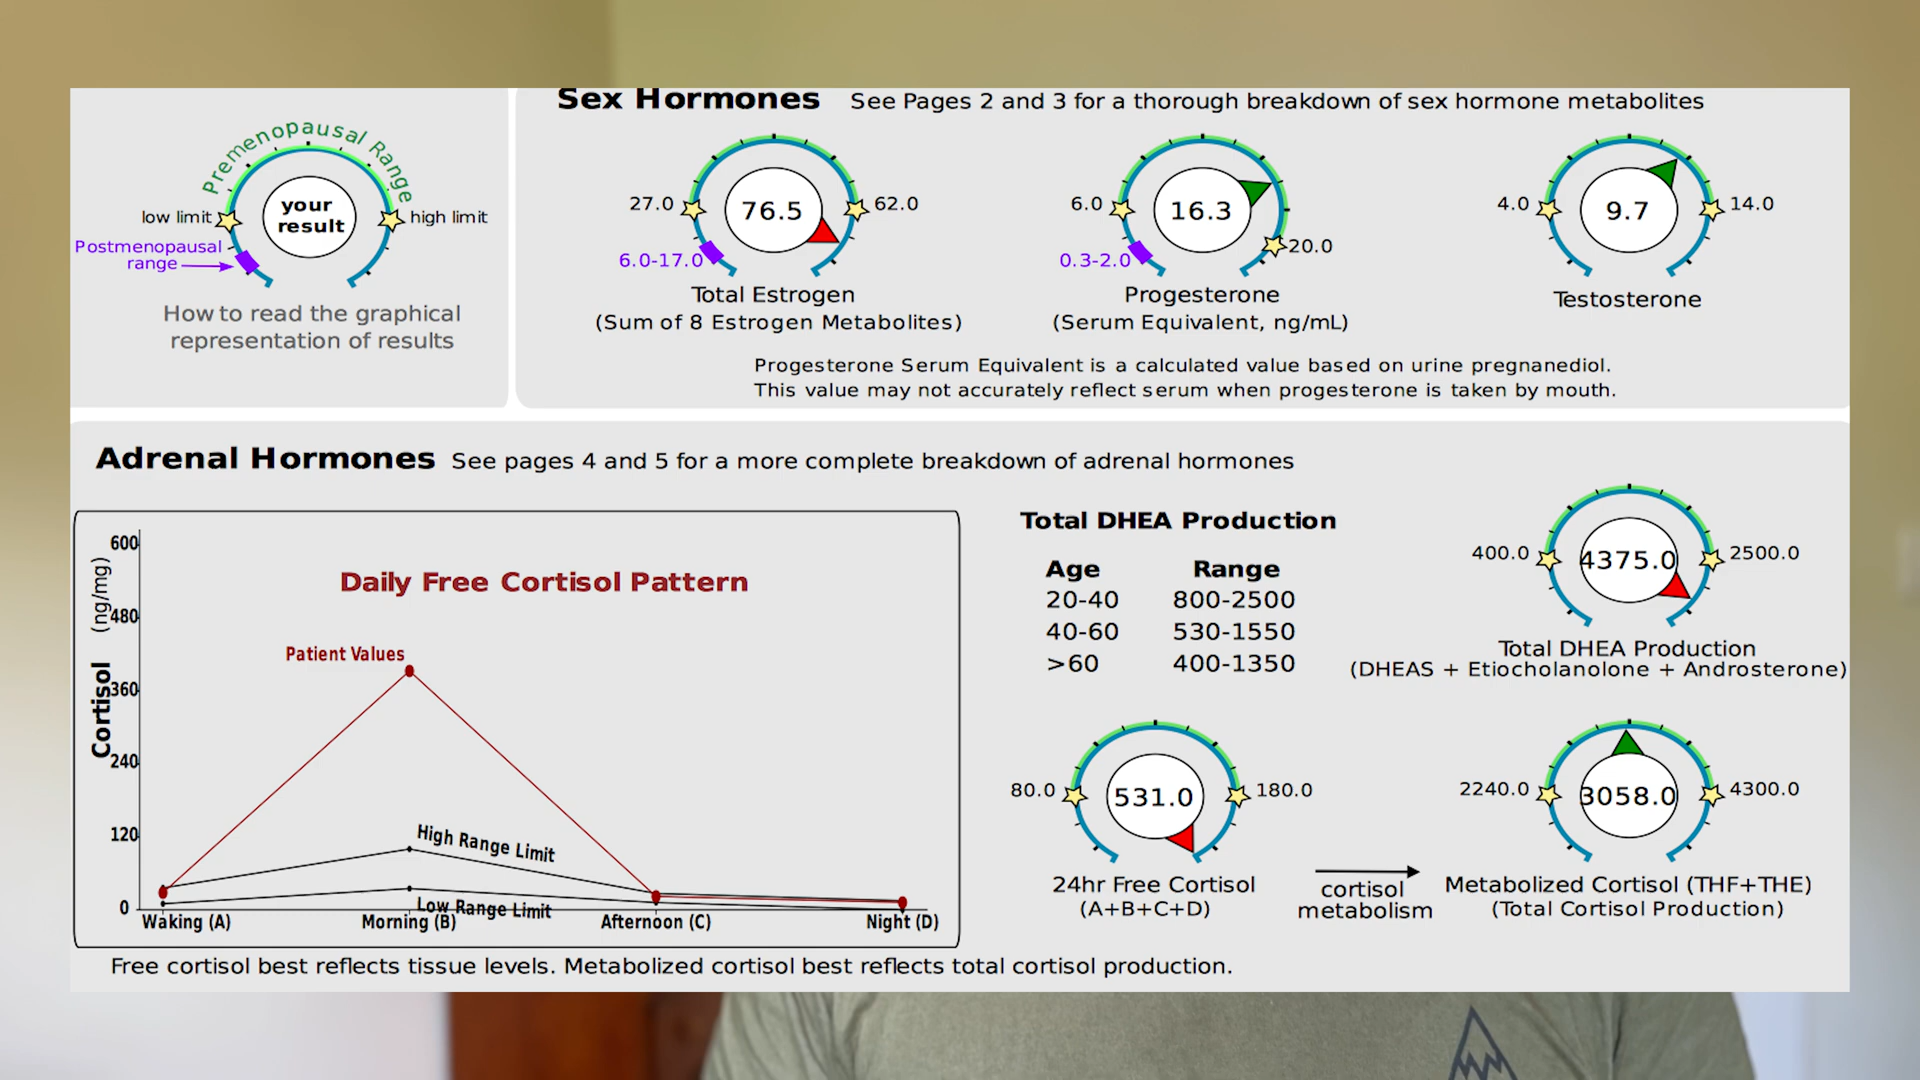 Premenopausal Range
low limit
your
result
high limit
Postmenopausal
range
How to read the graphical
representation of results
Sex Hormones See Pages 2 and 3 for a thorough breakdown of sex hormone metabolites
27.0
76.5
62.0
6.0-17.0
Total Estrogen
(Sum of 8 Estrogen Metabolites)
6.0
16.3
20.0
0.3-2.0
Progesterone
(Serum Equivalent, ng/mL)
4.0
9.7
14.0
Testosterone
Progesterone Serum Equivalent is a calculated value based on urine pregnanediol.
This value may not accurately reflect serum when progesterone is taken by mouth.
Adrenal Hormones See pages 4 and 5 for a more complete breakdown of adrenal hormones
Daily Free Cortisol Pattern
Cortisol (ng/mg)
600
480
360
240
120
0
Patient Values
High Range Limit
Low Range Limit
Waking (A)
Morning (B)
Afternoon (C)
Night (D)
Total DHEA Production
Age Range
20-40 800-2500
40-60 530-1550
>60 400-1350
400.0
4375.0
2500.0
Total DHEA Production
(DHEAS + Etiocholanolone + Androsterone)
80.0
531.0
180.0
24hr Free Cortisol
(A+B+C+D)
cortisol
metabolism
2240.0
3058.0
4300.0
Metabolized Cortisol (THF+THE)
(Total Cortisol Production)
Free cortisol best reflects tissue levels. Metabolized cortisol best reflects total cortisol production.